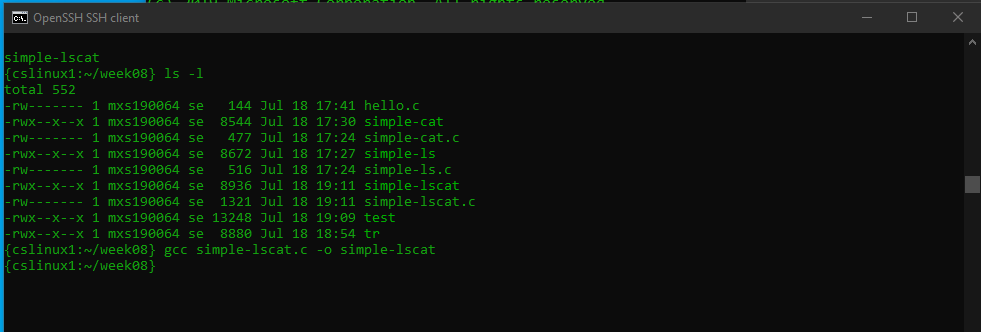 (c) 2019 Microsoft Corporation. All rights reserved.
OpenSSH SSH client
simple-lscat
{cslinux1:~/week08} ls -l
total 552
-rw------- 1 mxs190064 se   144 Jul 18 17:41 hello.c
-rwx--x--x 1 mxs190064 se  8544 Jul 18 17:30 simple-cat
-rw------- 1 mxs190064 se   477 Jul 18 17:24 simple-cat.c
-rwx--x--x 1 mxs190064 se  8672 Jul 18 17:27 simple-ls
-rw------- 1 mxs190064 se   516 Jul 18 17:24 simple-ls.c
-rwx--x--x 1 mxs190064 se  8936 Jul 18 19:11 simple-lscat
-rw------- 1 mxs190064 se  1321 Jul 18 19:11 simple-lscat.c
-rwx--x--x 1 mxs190064 se 13248 Jul 18 19:09 test
-rwx--x--x 1 mxs190064 se  8880 Jul 18 18:54 tr
{cslinux1:~/week08} gcc simple-lscat.c -o simple-lscat
{cslinux1:~/week08}